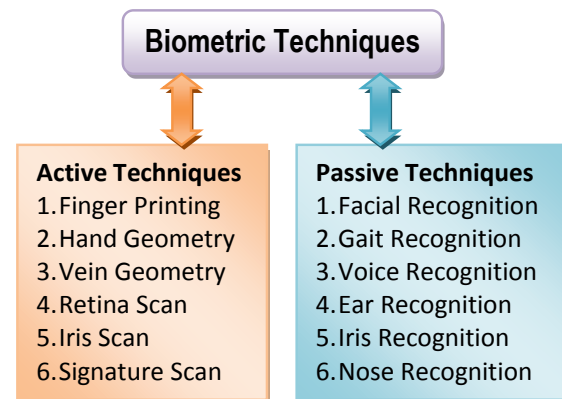 Biometric Techniques
Active Techniques
1.Finger Printing
2.Hand Geometry
3.Vein Geometry
4.Retina Scan
5.Iris Scan
6.Signature Scan
Passive Techniques
1.Facial Recognition
2.Gait Recognition
3.Voice Recognition
4.Ear Recognition
5.Iris Recognition
6.Nose Recognition